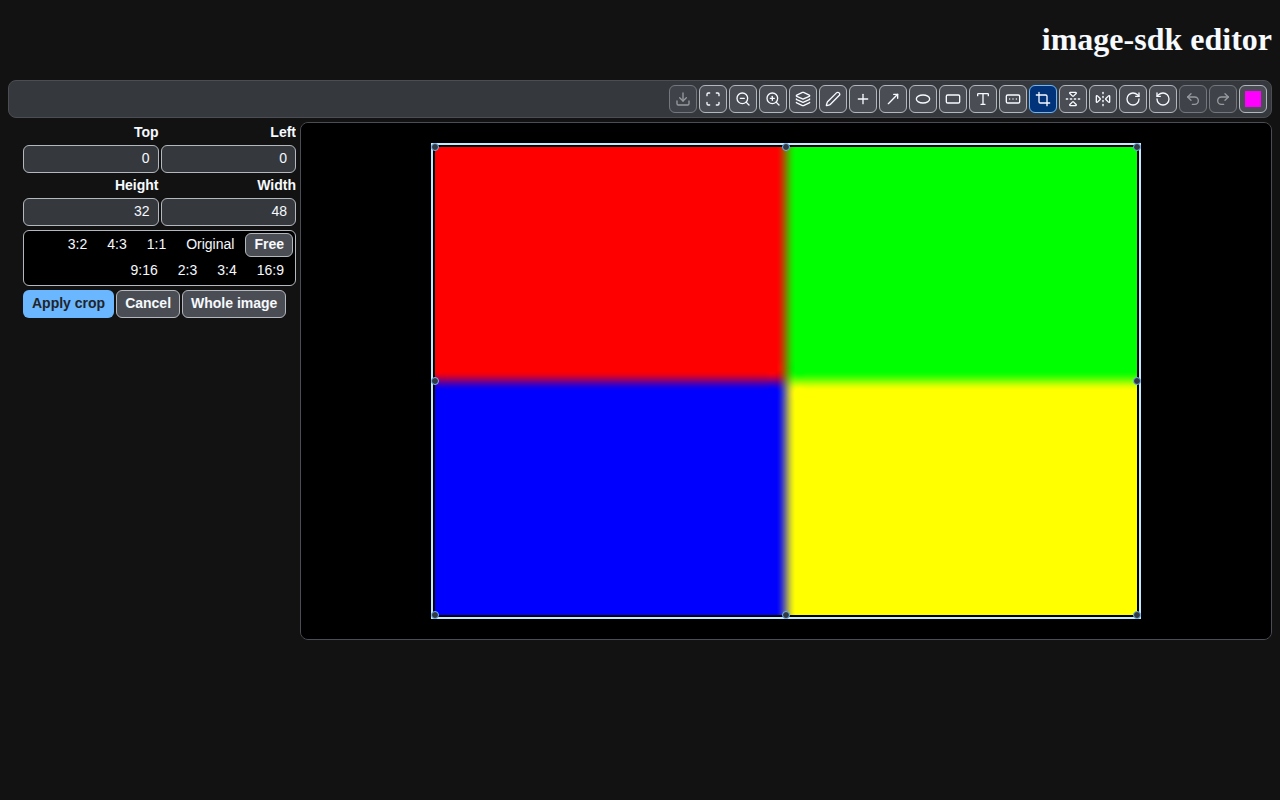 image-sdk editor
Top Left
0 0
Height Width
32 48
3:2 4:3 1:1 Original Free
9:16 2:3 3:4 16:9
Apply crop Cancel Whole image